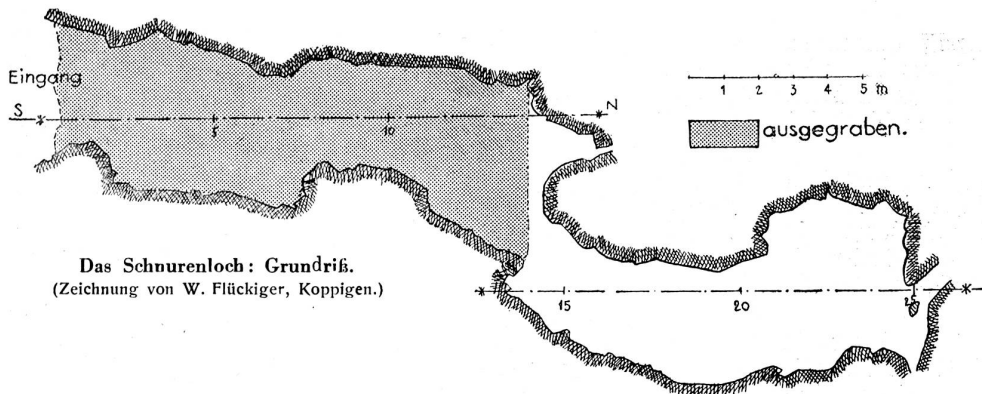 Eingang
S
N
5
10
1 2 3 4 5 m
ausgegraben.
Das Schnurenloch: Grundriß.
(Zeichnung von W. Flückiger, Koppigen.)
15
20
25